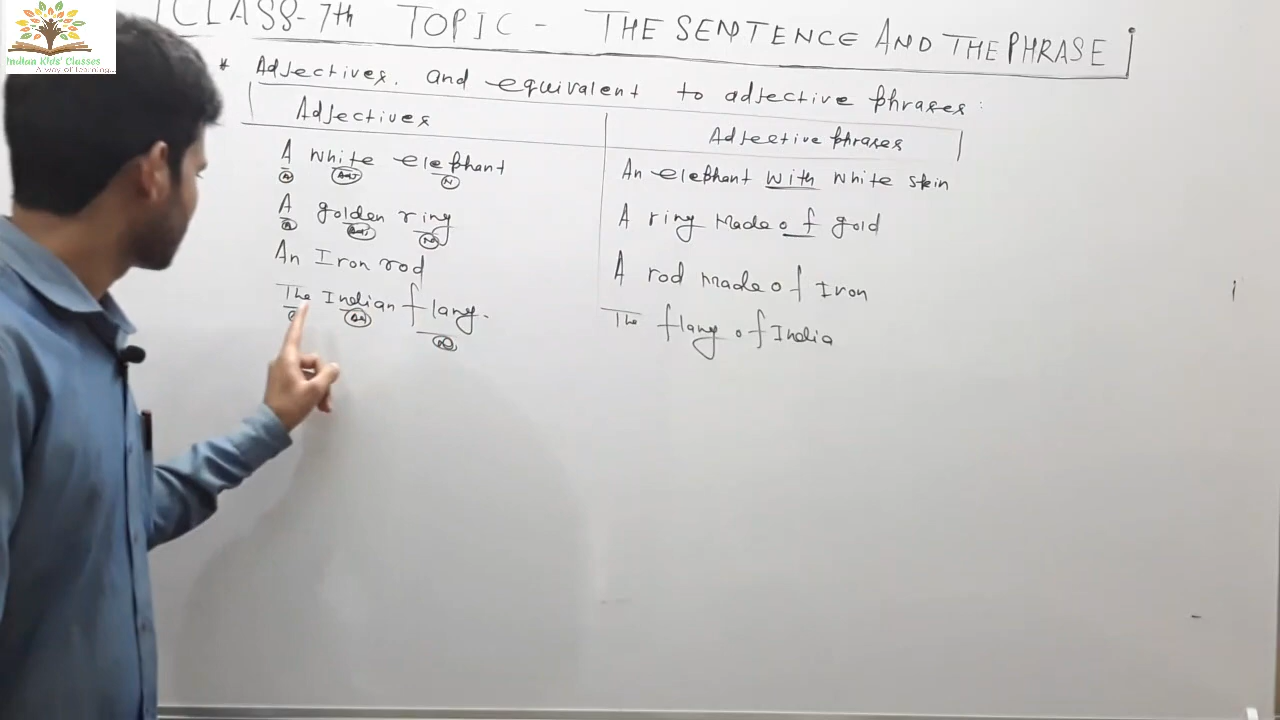 CLASS-7th TOPIC - THE SENTENCE AND THE PHRASE
Indian Kids' Classes
A way of learning...
* Adjectives. and equivalent to adjective phrases:
Adjectives
Adjective phrases
A white elephant
An elephant with white skin
A Adj N
A golden ring
A ring made of gold
A Adj N
An Iron rod
A rod made of Iron
The Indian flang.
The flang of India